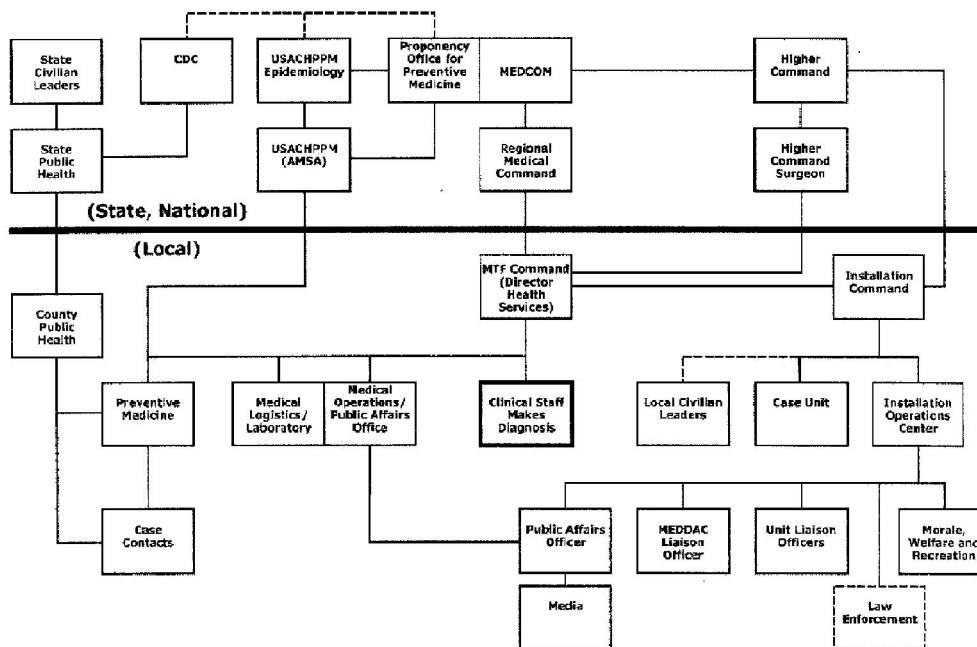 State
Civilian
Leaders
CDC
USACHPPM
Epidemiology
Proponency
Office for
Preventive
Medicine
MEDCOM
Higher
Command
State
Public
Health
USACHPPM
(AMSA)
Regional
Medical
Command
Higher
Command
Surgeon
(State, National)
(Local)
MTF Command
(Director
Health
Services)
Installation
Command
County
Public
Health
Preventive
Medicine
Medical
Logistics/
Laboratory
Medical
Operations/
Public Affairs
Office
Clinical Staff
Makes
Diagnosis
Local Civilian
Leaders
Case Unit
Installation
Operations
Center
Case
Contacts
Public Affairs
Officer
MEDDAC
Liaison
Officer
Unit Liaison
Officers
Morale,
Welfare and
Recreation
Media
Law
Enforcement